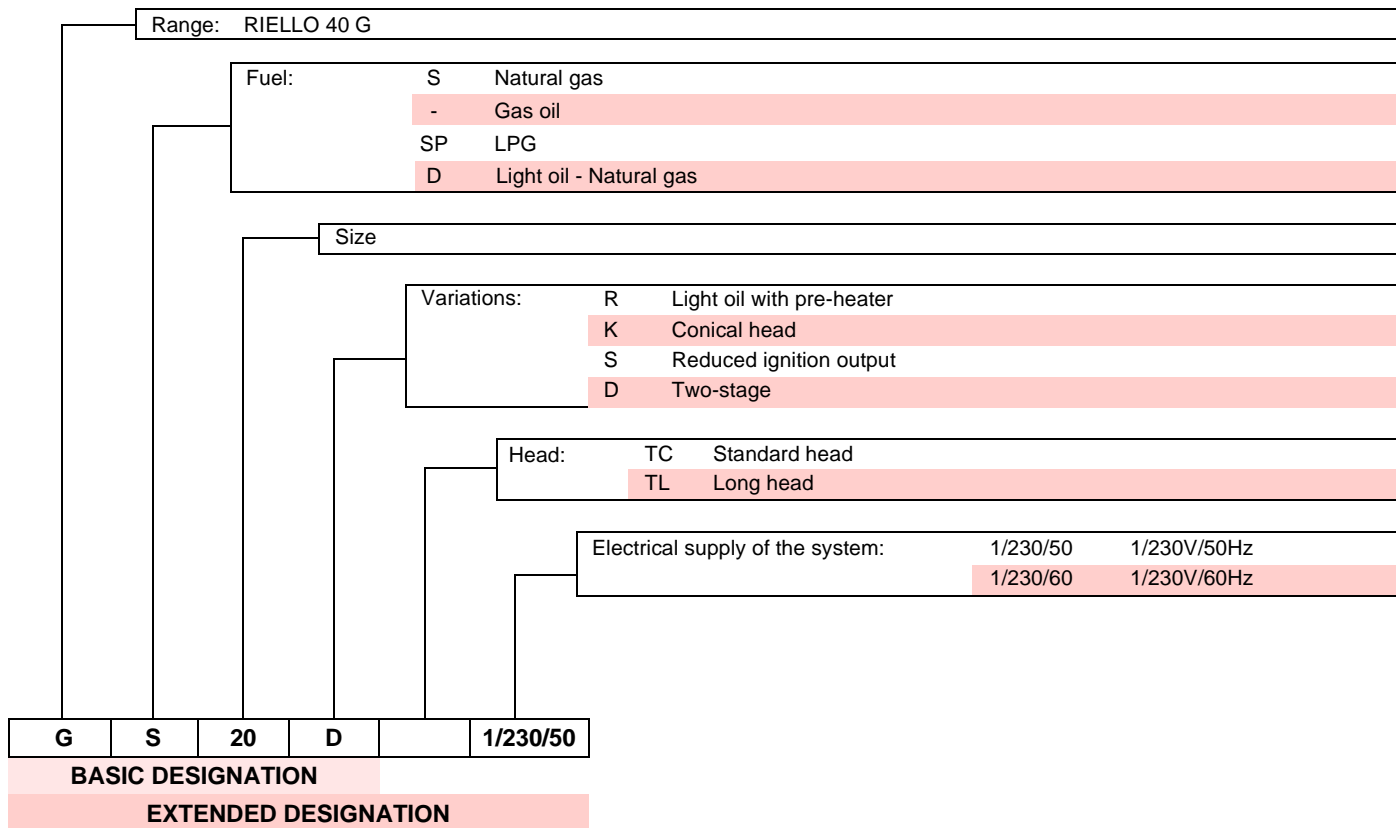 Range: RIELLO 40 G
Fuel: S Natural gas
- Gas oil
SP LPG
D Light oil - Natural gas
Size
Variations: R Light oil with pre-heater
K Conical head
S Reduced ignition output
D Two-stage
Head: TC Standard head
TL Long head
Electrical supply of the system: 1/230/50 1/230V/50Hz
1/230/60 1/230V/60Hz
G S 20 D 1/230/50
BASIC DESIGNATION
EXTENDED DESIGNATION